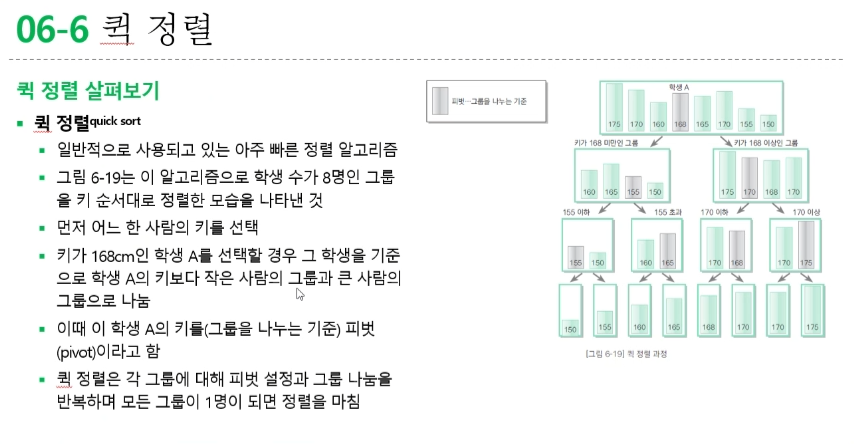 06-6 퀵 정렬
퀵 정렬 살펴보기
퀵 정렬quick sort
일반적으로 사용되고 있는 아주 빠른 정렬 알고리즘
그림 6-19는 이 알고리즘으로 학생 수가 8명인 그룹
을 키 순서대로 정렬한 모습을 나타낸 것
먼저 어느 한 사람의 키를 선택
키가 168cm인 학생 A를 선택할 경우 그 학생을 기준
으로 학생 A의 키보다 작은 사람의 그룹과 큰 사람의
그룹으로 나눔
이때 이 학생 A의 키를(그룹을 나누는 기준) 피벗
(pivot)이라고 함
퀵 정렬은 각 그룹에 대해 피벗 설정과 그룹 나눔을
반복하며 모든 그룹이 1명이 되면 정렬을 마침
피벗…그룹을 나누는 기준
학생 A
175 170 160 168 165 170 155 150
키가 168 미만인 그룹 키가 168 이상인 그룹
160 165 155 150 175 170 168 170
155 이하 155 초과 170 이하 170 이상
155 150 160 165 170 168 170 175
150 155 160 165 168 170 170 175
[그림 6-19] 퀵 정렬 과정